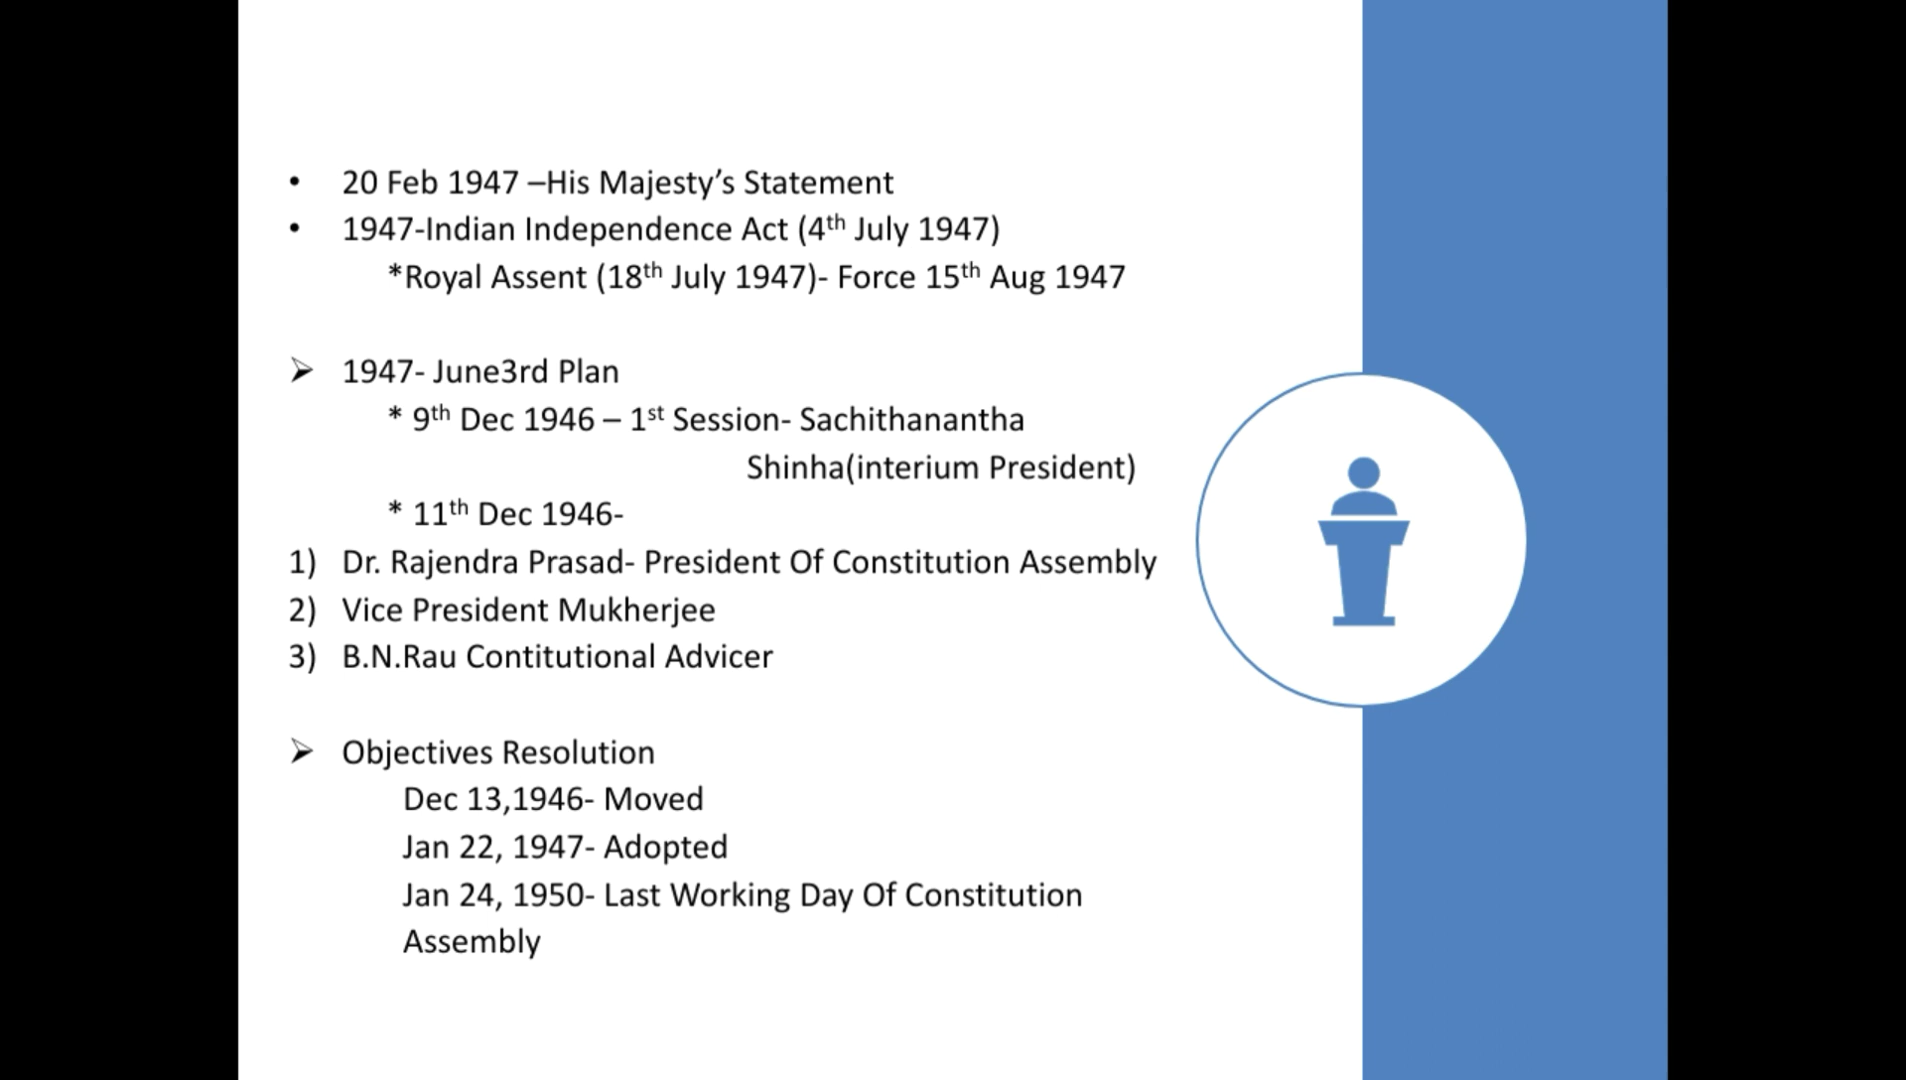 • 20 Feb 1947 –His Majesty’s Statement
• 1947-Indian Independence Act (4th July 1947)
*Royal Assent (18th July 1947)- Force 15th Aug 1947
➢ 1947- June3rd Plan
* 9th Dec 1946 – 1st Session- Sachithanantha
Shinha(interium President)
* 11th Dec 1946-
1) Dr. Rajendra Prasad- President Of Constitution Assembly
2) Vice President Mukherjee
3) B.N.Rau Contitutional Advicer
➢ Objectives Resolution
Dec 13,1946- Moved
Jan 22, 1947- Adopted
Jan 24, 1950- Last Working Day Of Constitution
Assembly